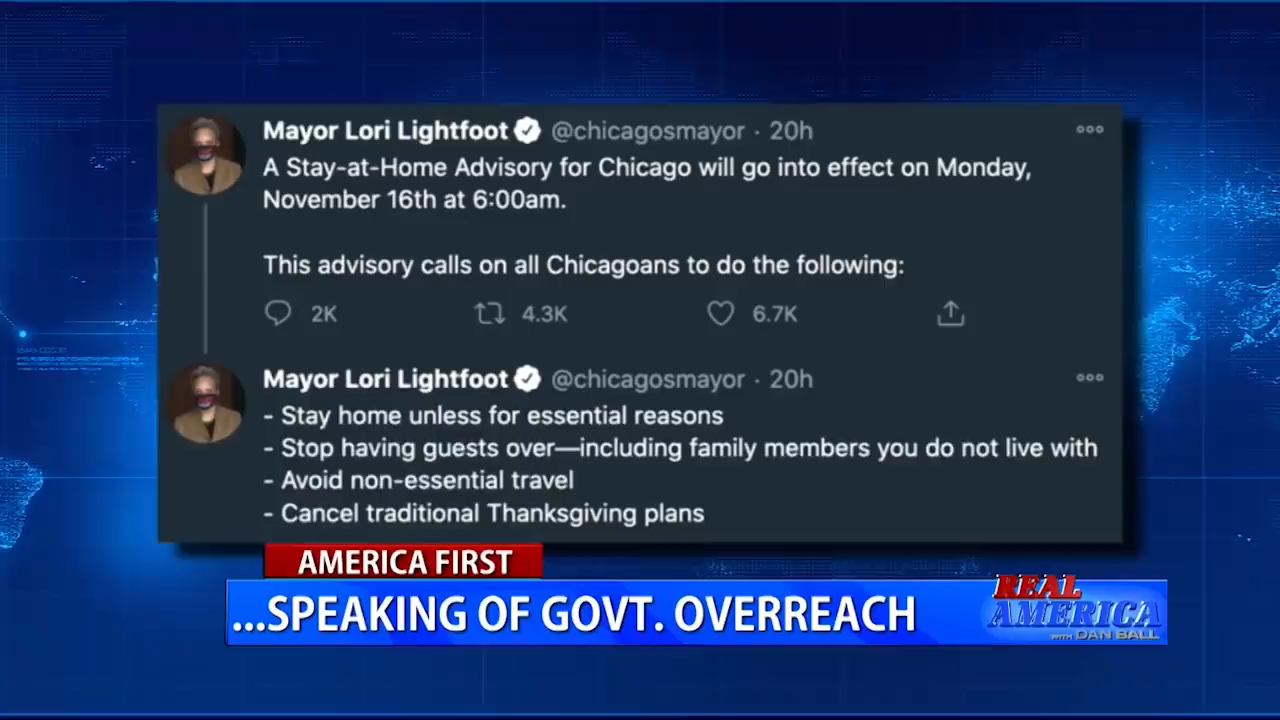 Mayor Lori Lightfoot @chicagosmayor · 20h
A Stay-at-Home Advisory for Chicago will go into effect on Monday,
November 16th at 6:00am.
This advisory calls on all Chicagoans to do the following:
2K 4.3K 6.7K
Mayor Lori Lightfoot @chicagosmayor · 20h
- Stay home unless for essential reasons
- Stop having guests over—including family members you do not live with
- Avoid non-essential travel
- Cancel traditional Thanksgiving plans
AMERICA FIRST
...SPEAKING OF GOVT. OVERREACH
REAL
AMERICA
WITH DAN BALL